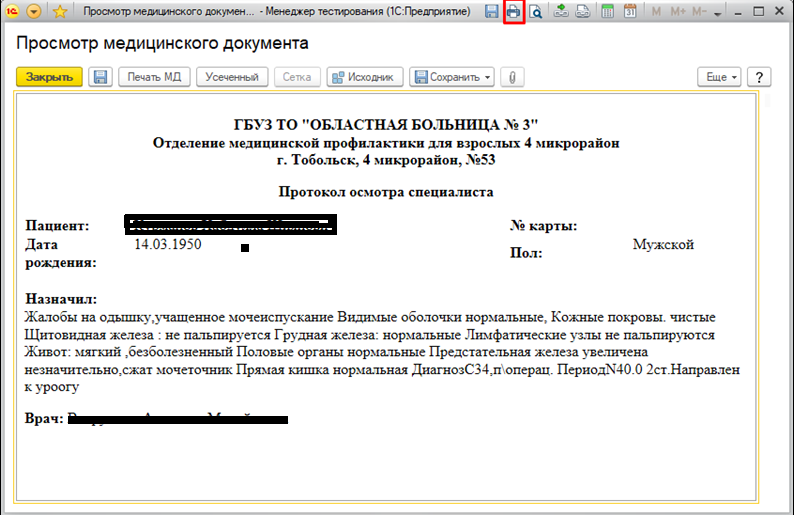 1С Просмотр медицинского докумен... - Менеджер тестирования (1С:Предприятие) M M+ M-
Просмотр медицинского документа
Закрыть Печать МД Усеченный Сетка Исходник Сохранить Еще ?
ГБУЗ ТО "ОБЛАСТНАЯ БОЛЬНИЦА № 3"
Отделение медицинской профилактики для взрослых 4 микрорайон
г. Тобольск, 4 микрорайон, №53
Протокол осмотра специалиста
Пациент: № карты:
Дата рождения: 14.03.1950 Пол: Мужской
Назначил:
Жалобы на одышку,учащенное мочеиспускание Видимые оболочки нормальные, Кожные покровы. чистые
Щитовидная железа : не пальпируется Грудная железа: нормальные Лимфатические узлы не пальпируются
Живот: мягкий ,безболезненный Половые органы нормальные Предстательная железа увеличена
незначительно,сжат мочеточник Прямая кишка нормальная ДиагнозС34,п\операц. ПериодN40.0 2ст.Направлен
к уроогу
Врач: